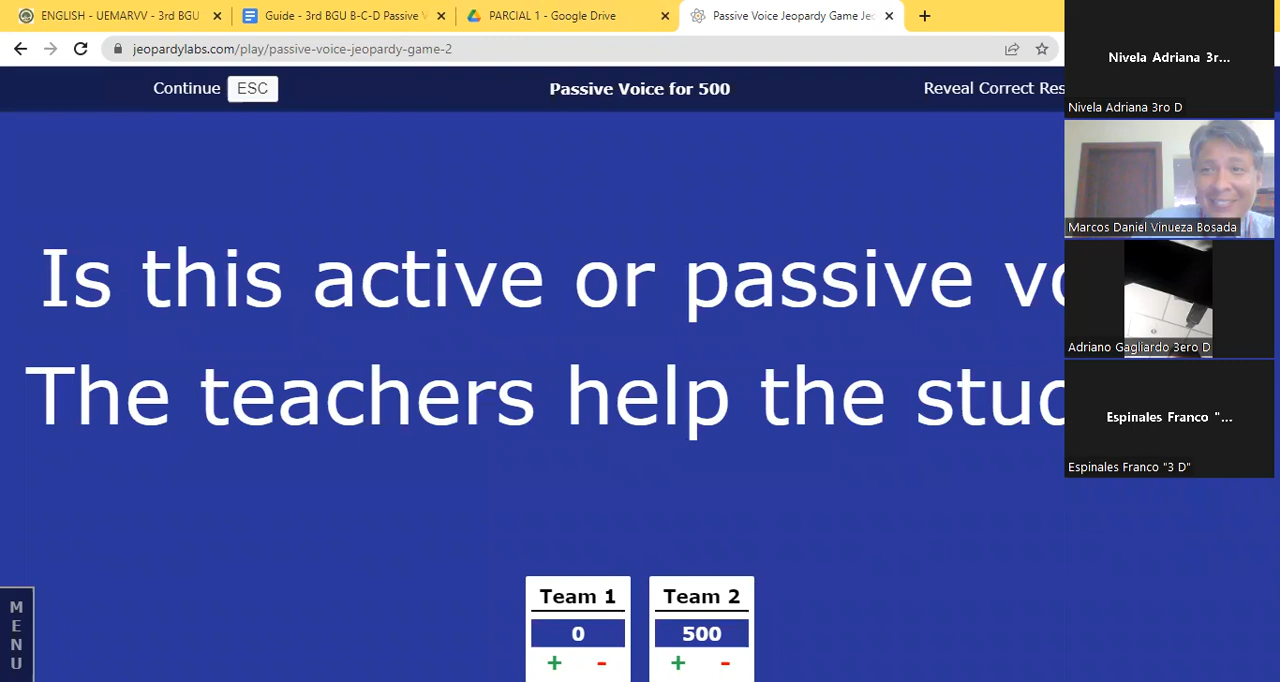 ENGLISH - UEMARVV - 3rd BGU
Guide - 3rd BGU B-C-D Passive V
PARCIAL 1 - Google Drive
Passive Voice Jeopardy Game Jeo
jeopardylabs.com/play/passive-voice-jeopardy-game-2
Continue ESC
Passive Voice for 500
Reveal Correct Res
Is this active or passive vo
The teachers help the stud
Nivela Adriana 3r...
Nivela Adriana 3ro D
Marcos Daniel Vinueza Bosada
Adriano Gagliardo 3ero D
Espinales Franco "...
Espinales Franco "3 D"
MENU
Team 1
0
+ -
Team 2
500
+ -